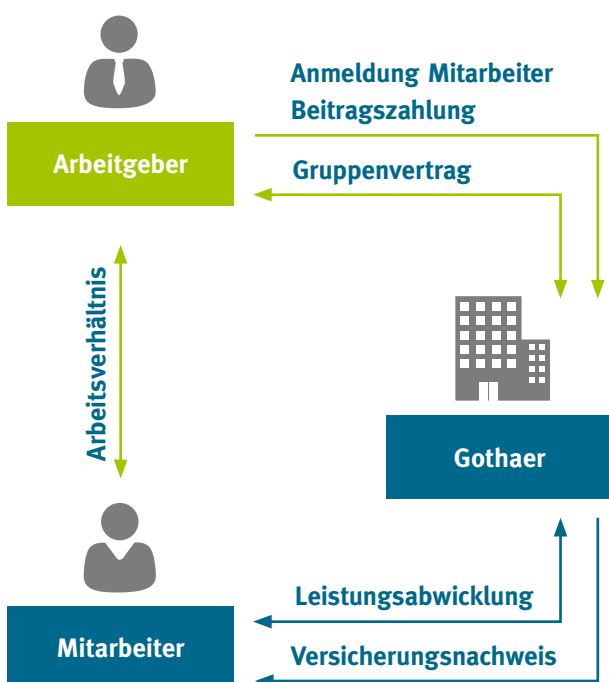 Anmeldung Mitarbeiter
Beitragszahlung
Arbeitgeber
Gruppenvertrag
Arbeitsverhältnis
Gothaer
Leistungsabwicklung
Mitarbeiter
Versicherungsnachweis